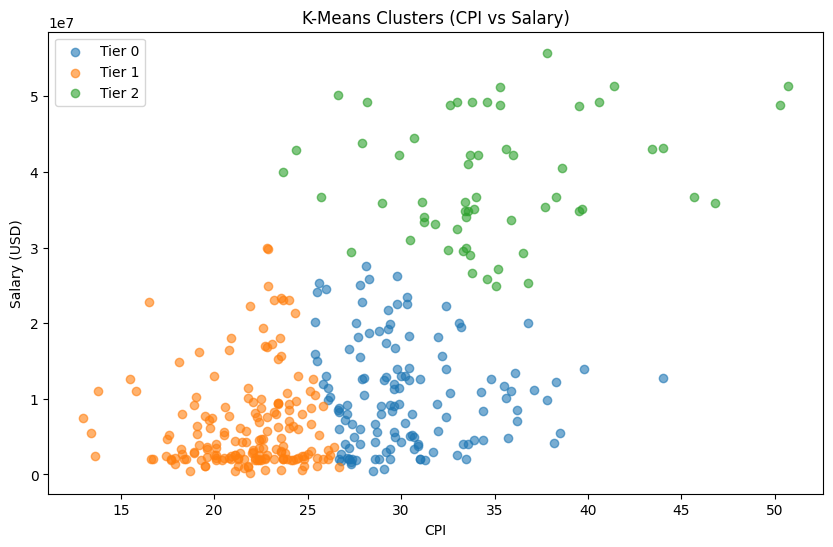 K-Means Clusters (CPI vs Salary)
1e7
Tier 0
Tier 1
Tier 2
Salary (USD)
5
4
3
2
1
0
15 20 25 30 35 40 45 50
CPI